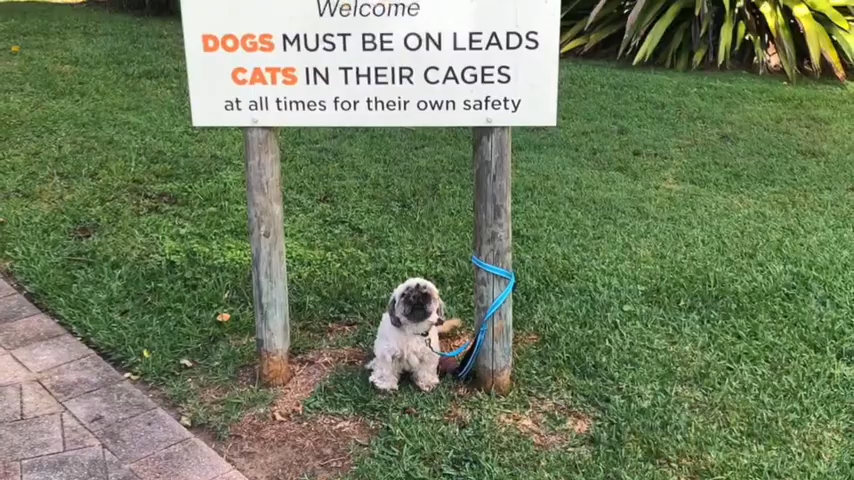 Welcome
DOGS MUST BE ON LEADS
CATS IN THEIR CAGES
at all times for their own safety